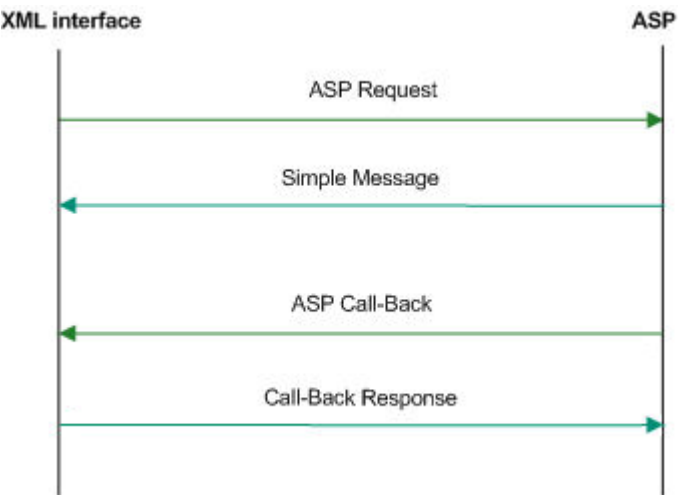 XML interface
ASP
ASP Request
Simple Message
ASP Call-Back
Call-Back Response